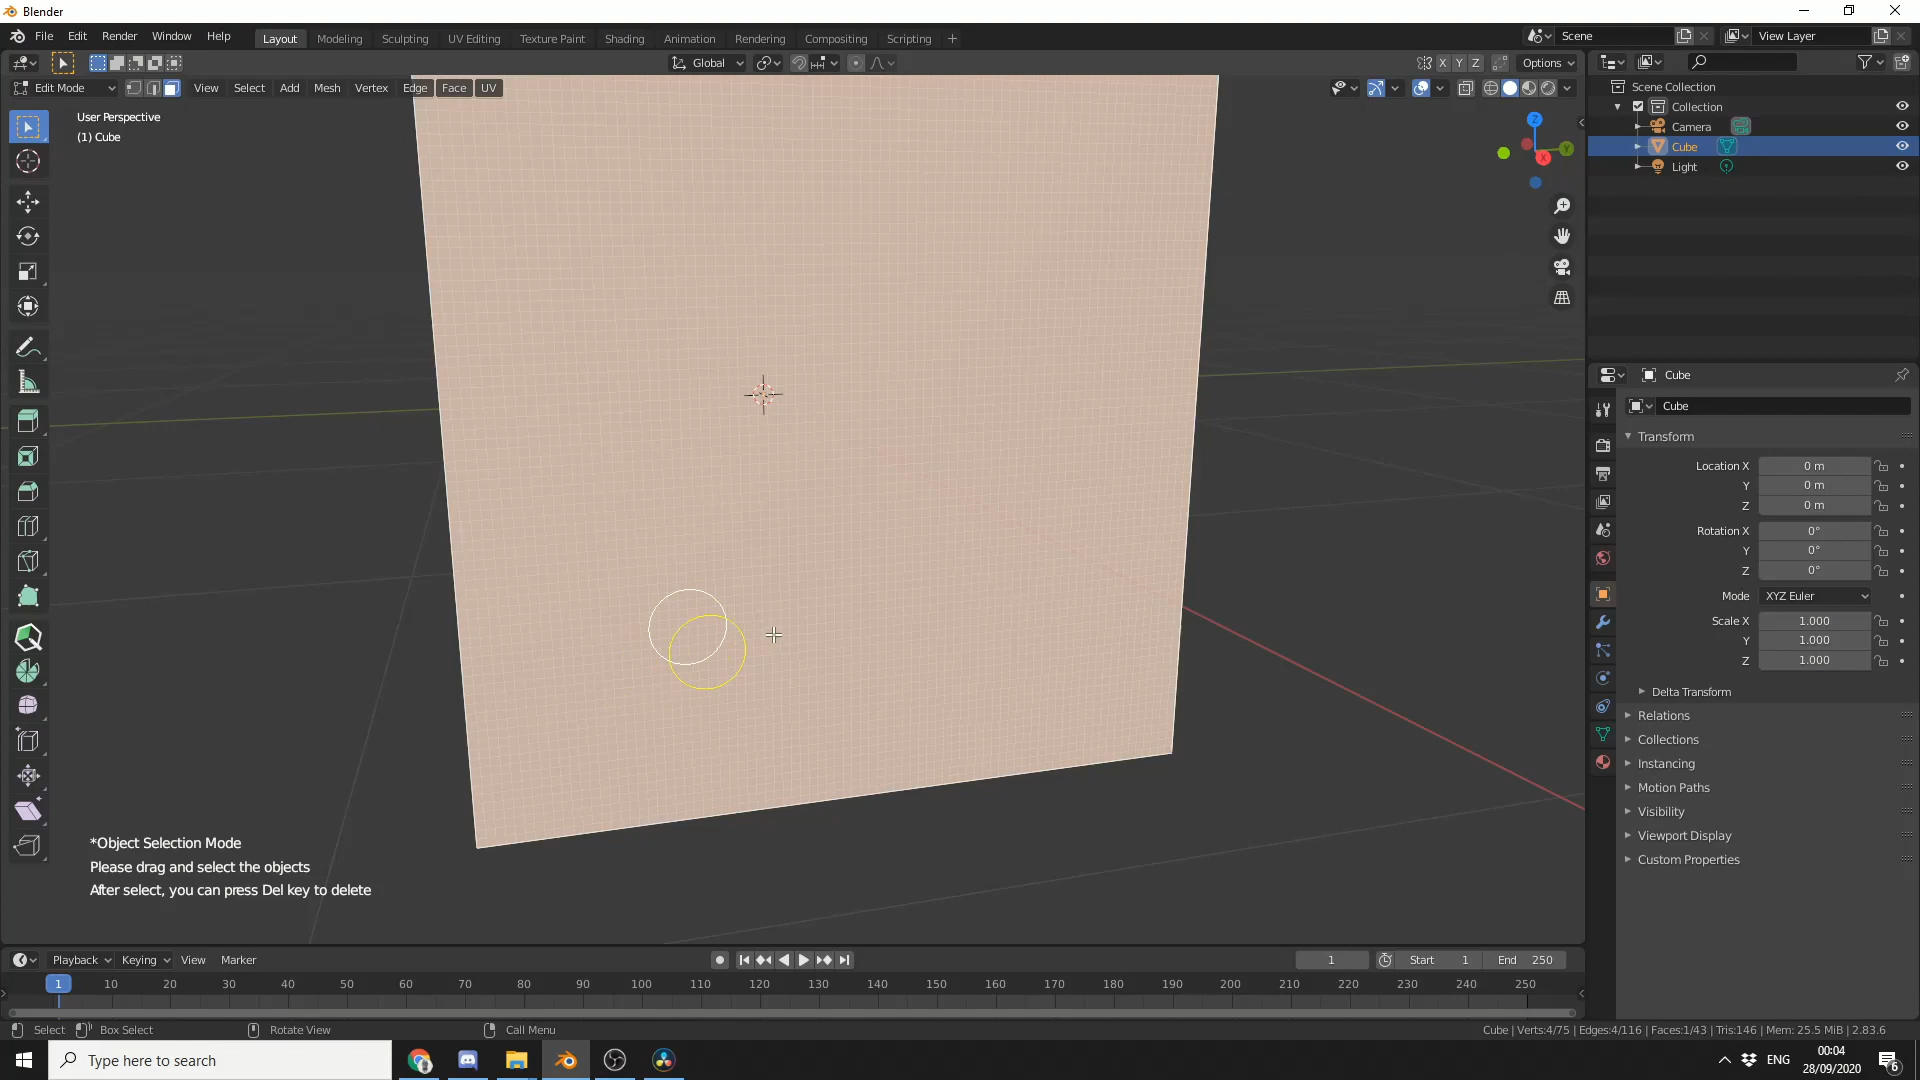 Blender
File Edit Render Window Help
Layout Modeling Sculpting UV Editing Texture Paint Shading Animation Rendering Compositing Scripting +
Scene
View Layer
Global
X Y Z
Options
Edit Mode
View Select Add Mesh Vertex Edge Face UV
User Perspective
(1) Cube
Z
X
Y
Scene Collection
Collection
Camera
Cube
Light
Cube
Cube
Transform
Location X 0 m
Y 0 m
Z 0 m
Rotation X 0°
Y 0°
Z 0°
Mode XYZ Euler
Scale X 1.000
Y 1.000
Z 1.000
Delta Transform
Relations
Collections
Instancing
Motion Paths
Visibility
Viewport Display
Custom Properties
*Object Selection Mode
Please drag and select the objects
After select, you can press Del key to delete
Playback Keying View Marker
1
Start 1
End 250
1 10 20 30 40 50 60 70 80 90 100 110 120 130 140 150 160 170 180 190 200 210 220 230 240 250
Select Box Select Rotate View Call Menu
Cube | Verts:4/75 | Edges:4/116 | Faces:1/43 | Tris:146 | Mem: 25.5 MiB | 2.83.6
Type here to search
ENG
00:04
28/09/2020
6